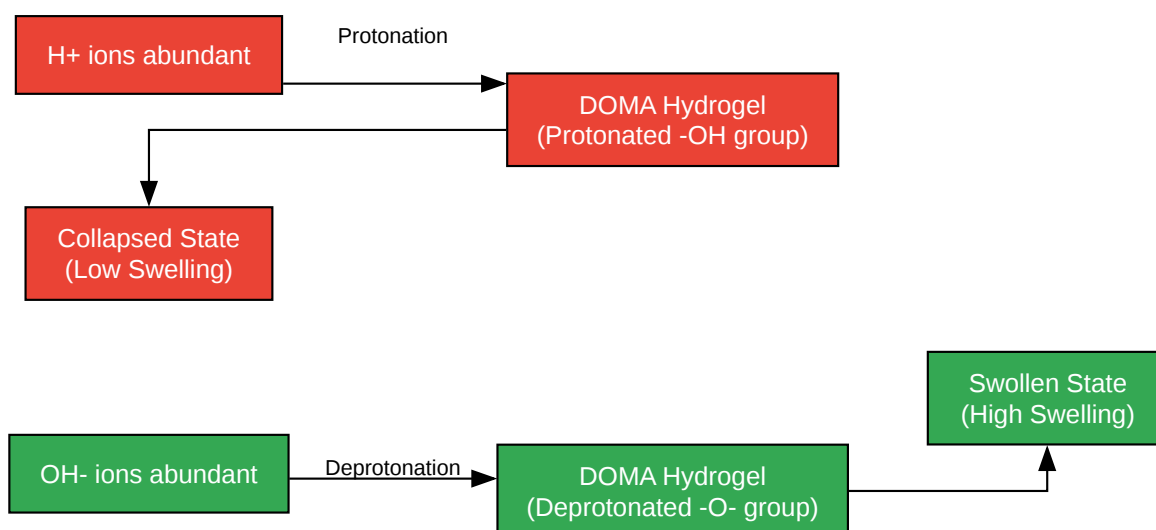 H+ ions abundant
Protonation
DOMA Hydrogel
(Protonated -OH group)
Collapsed State
(Low Swelling)
Swollen State
(High Swelling)
OH- ions abundant
Deprotonation
DOMA Hydrogel
(Deprotonated -O- group)